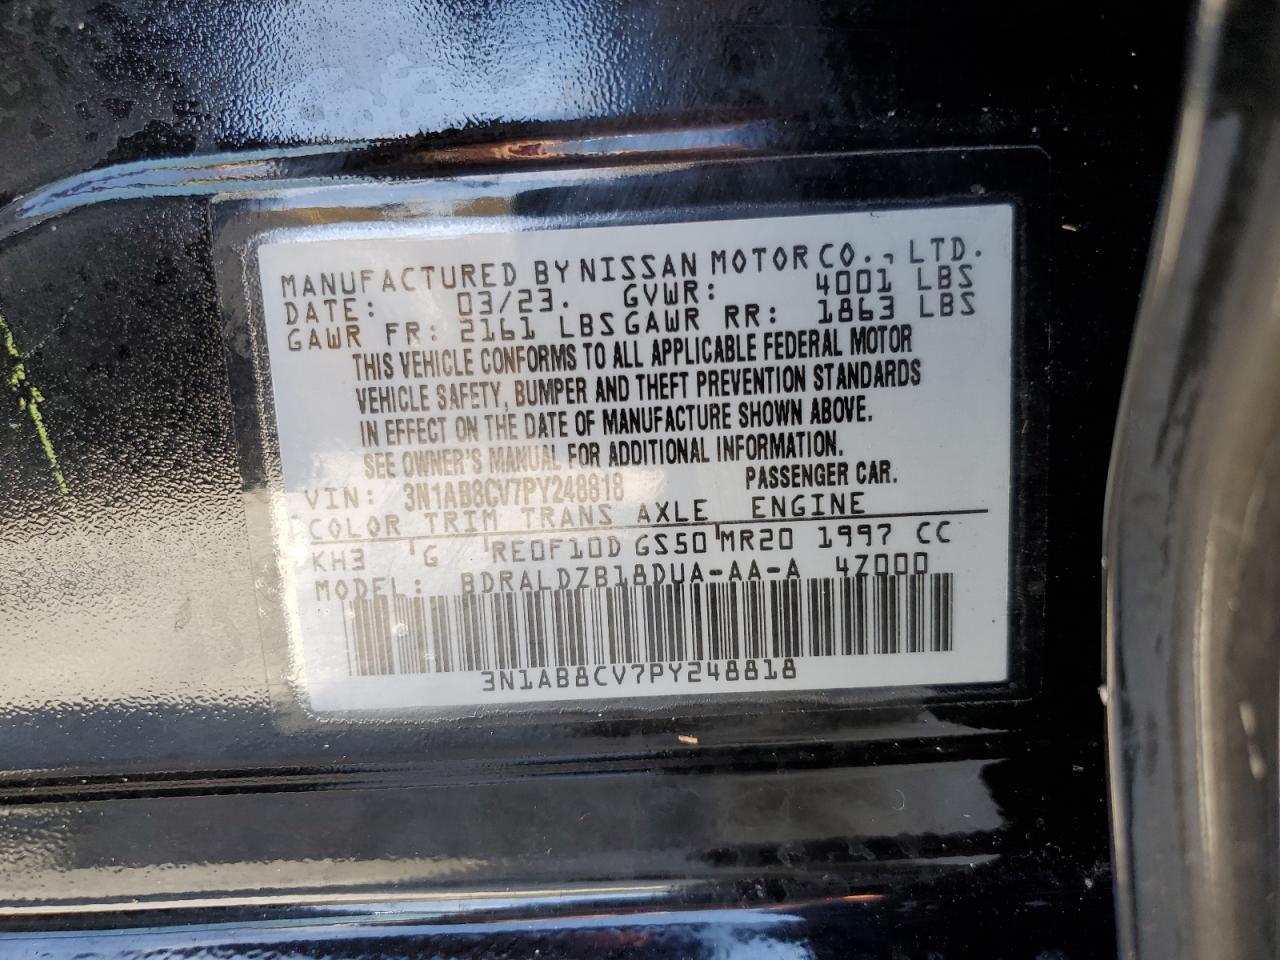 MANUFACTURED BY NISSAN MOTOR CO., LTD.
DATE: 03/23. GVWR: 4001 LBS
GAWR FR: 2161 LBS GAWR RR: 1863 LBS
THIS VEHICLE CONFORMS TO ALL APPLICABLE FEDERAL MOTOR
VEHICLE SAFETY, BUMPER AND THEFT PREVENTION STANDARDS
IN EFFECT ON THE DATE OF MANUFACTURE SHOWN ABOVE.
SEE OWNER'S MANUAL FOR ADDITIONAL INFORMATION.
VIN: 3N1AB8CV7PY248818 PASSENGER CAR.
COLOR TRIM TRANS AXLE ENGINE
KH3 G RE0F10D GS50 MR20 1997 CC
MODEL: BDRALDZB18DUA-AA-A 4Z000
3N1AB8CV7PY248818